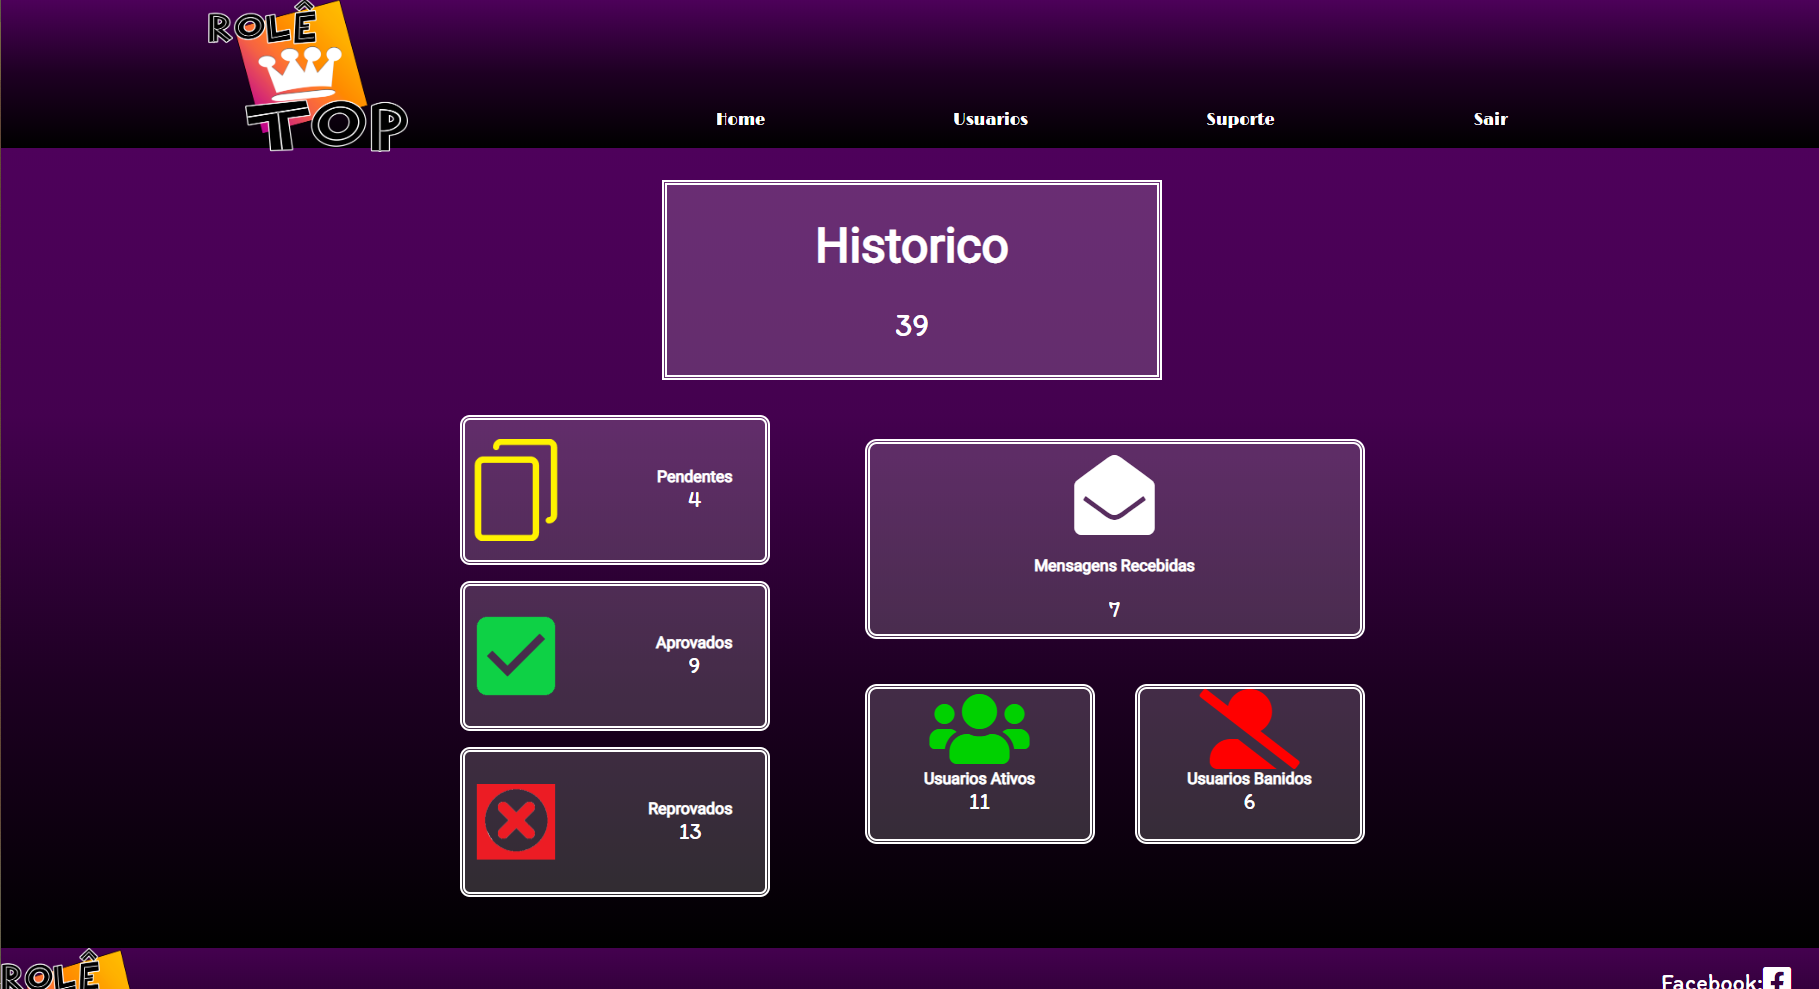 ROLÊ
TOP
Home
Usuarios
Suporte
Sair
Historico
39
Pendentes
4
Aprovados
9
Reprovados
13
Mensagens Recebidas
7
Usuarios Ativos
11
Usuarios Banidos
6
ROLÊ
Facebook: